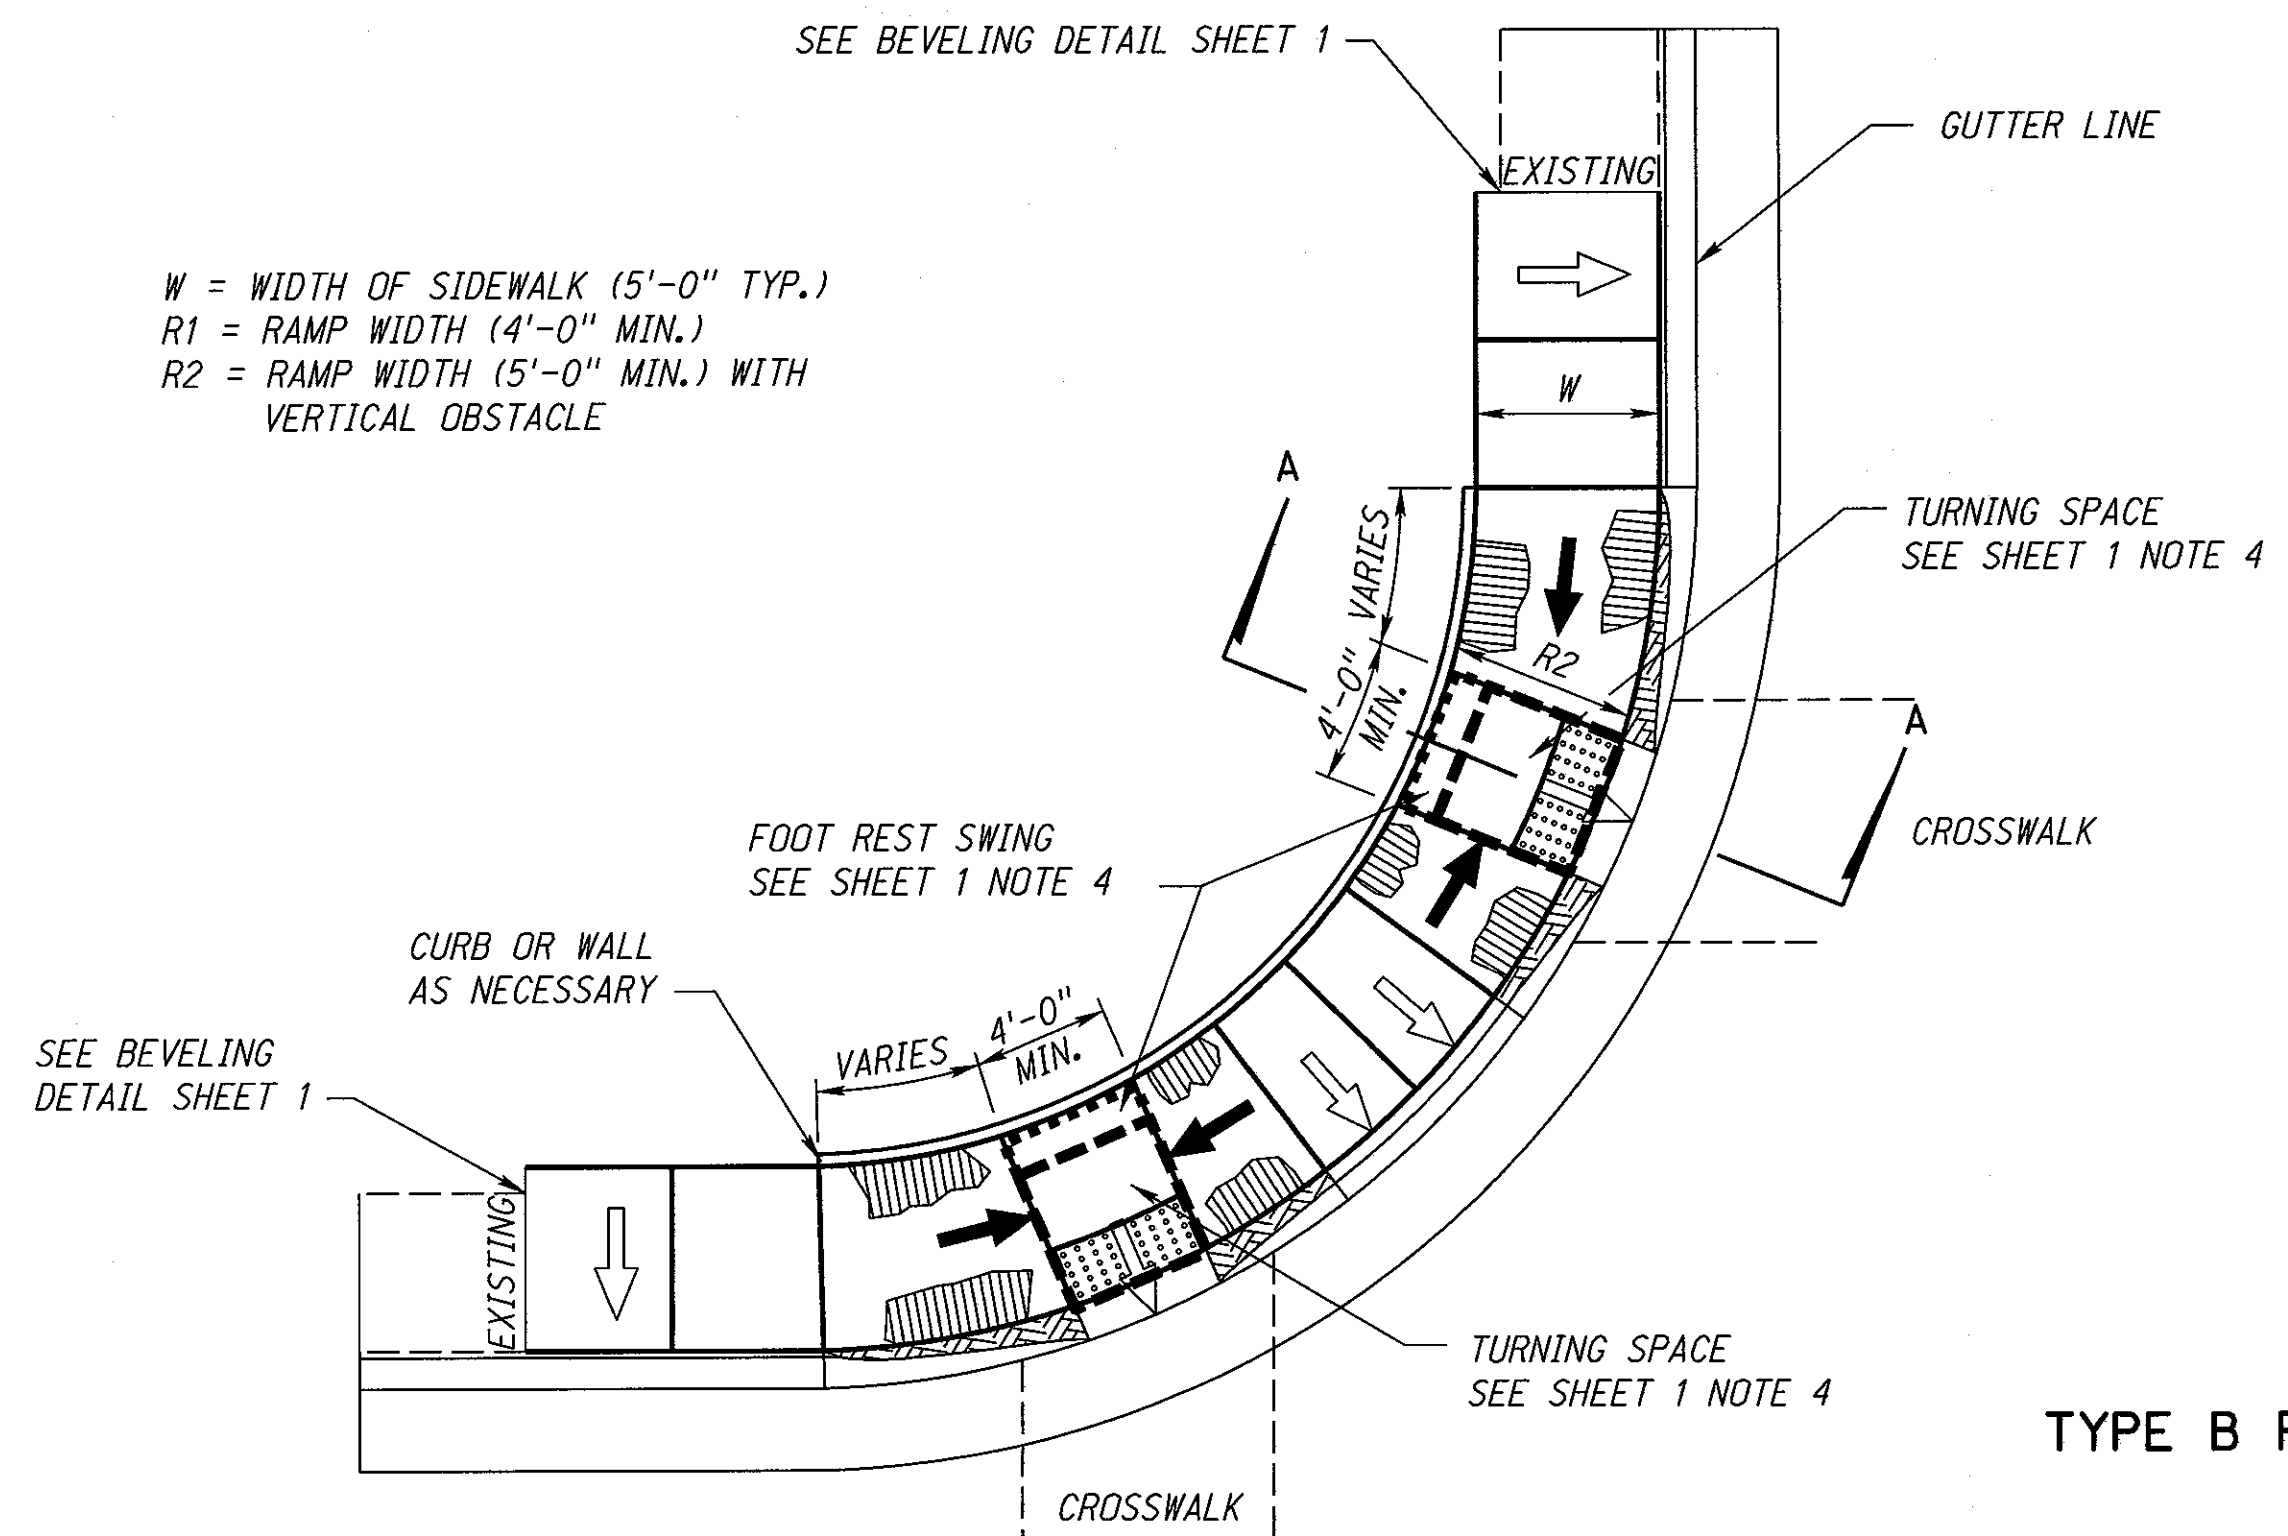 SEE BEVELING DETAIL SHEET 1
GUTTER LINE
EXISTING
W = WIDTH OF SIDEWALK (5'-0" TYP.)
R1 = RAMP WIDTH (4'-0" MIN.)
R2 = RAMP WIDTH (5'-0" MIN.) WITH
VERTICAL OBSTACLE
W
A
VARIES
TURNING SPACE
SEE SHEET 1 NOTE 4
R2
4'-0"
MIN.
A
CROSSWALK
FOOT REST SWING
SEE SHEET 1 NOTE 4
CURB OR WALL
AS NECESSARY
4'-0"
MIN.
VARIES
SEE BEVELING
DETAIL SHEET 1
EXISTING
TURNING SPACE
SEE SHEET 1 NOTE 4
TYPE B
CROSSWALK